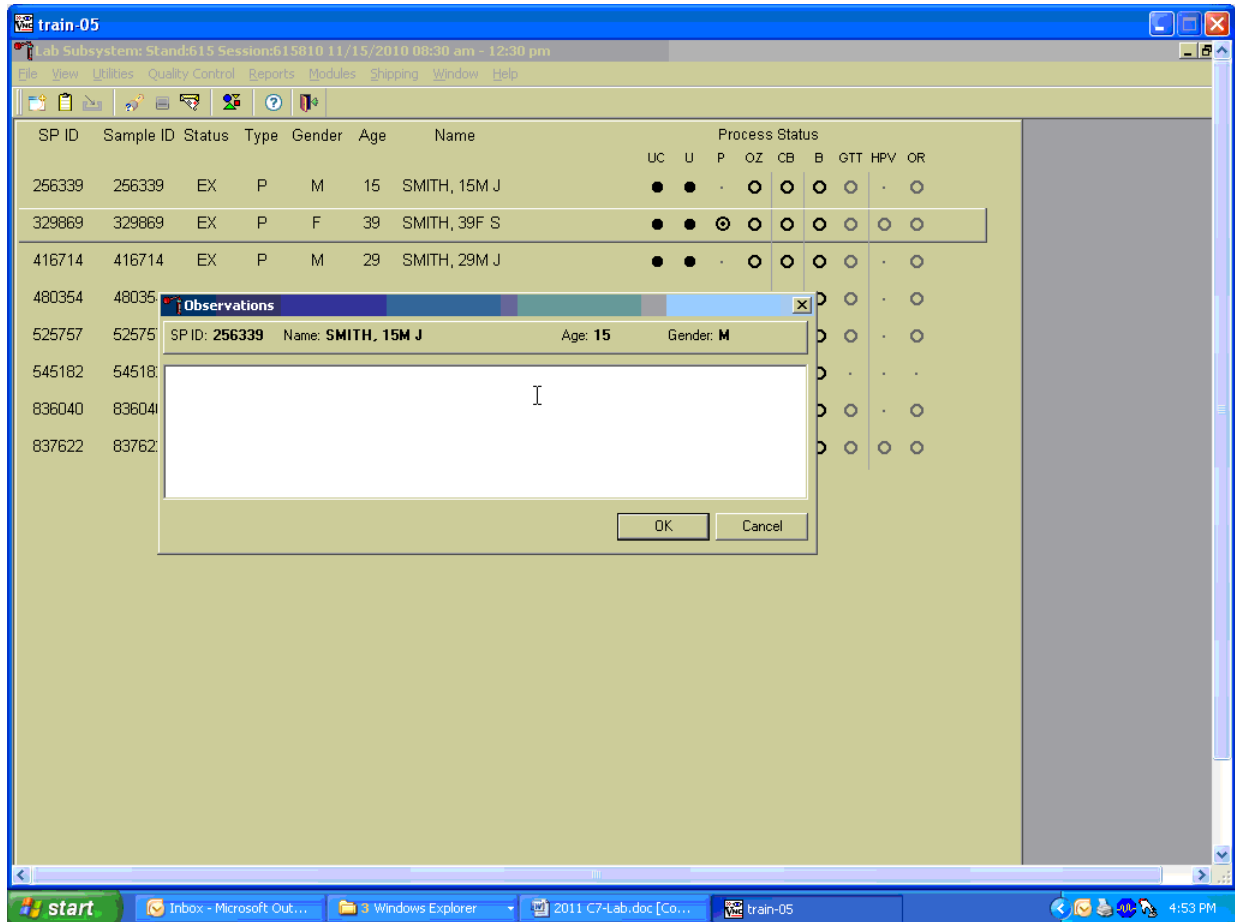 train-05
Lab Subsystem: Stand:615 Session:615810 11/15/2010 08:30 am - 12:30 pm
File View Utilities Quality Control Reports Modules Shipping Window Help
SP ID Sample ID Status Type Gender Age Name Process Status
UC U P OZ CB B GTT HPV OR
256339 256339 EX P M 15 SMITH, 15M J
329869 329869 EX P F 39 SMITH, 39F S
416714 416714 EX P M 29 SMITH, 29M J
480354 48035
Observations
525757 52575
SP ID: 256339 Name: SMITH, 15M J Age: 15 Gender: M
545182 54518
836040 83604
837622 83762
OK Cancel
start Inbox - Microsoft Out... 3 Windows Explorer 2011 C7-Lab.doc [Co... train-05 4:53 PM